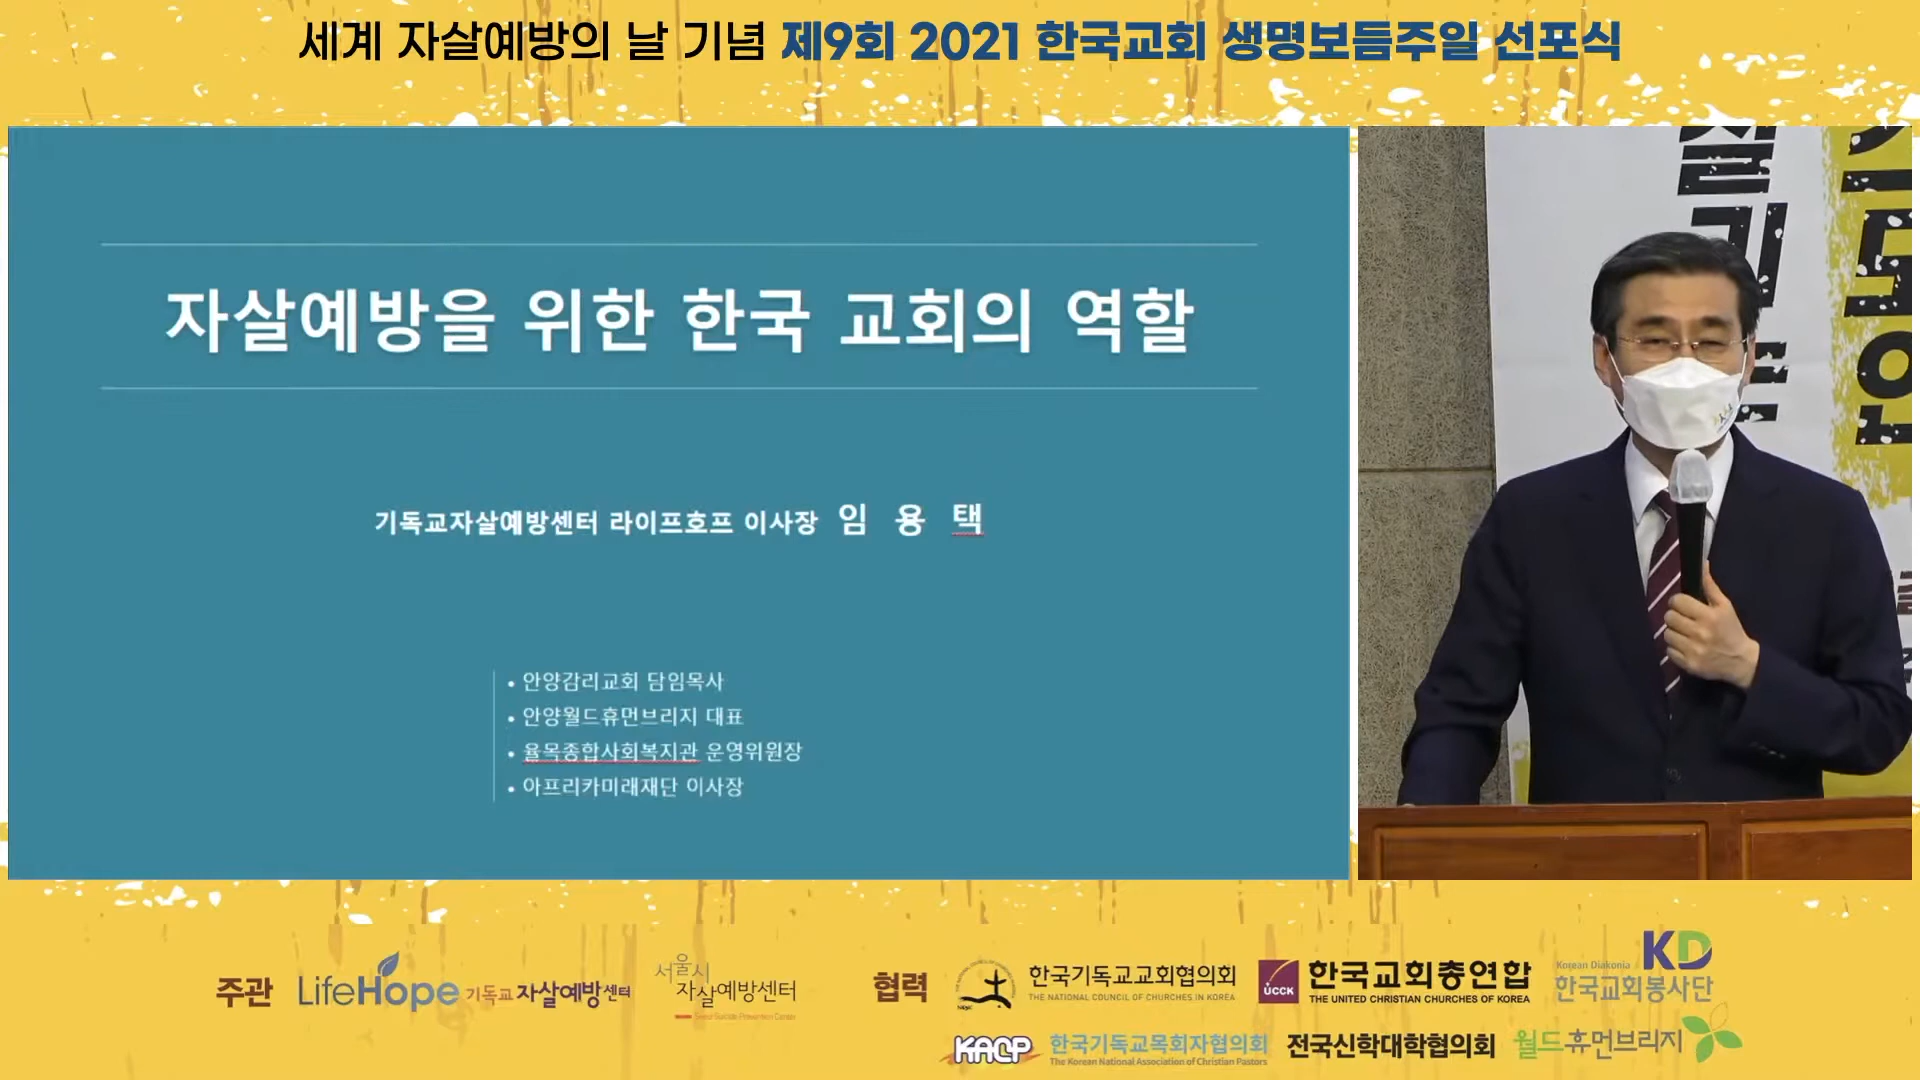 세계 자살예방의 날 기념 제9회 2021 한국교회 생명보듬주일 선포식
자살예방을 위한 한국 교회의 역할
기독교자살예방센터 라이프호프 이사장 임 용 택
• 안양감리교회 담임목사
• 안양월드휴먼브리지 대표
• 율목종합사회복지관 운영위원장
• 아프리카미래재단 이사장
주관 LifeHope 기독교 자살예방센터
서울시
자살예방센터
Seoul Suicide Prevention Center
협력
한국기독교교회협의회
THE NATIONAL COUNCIL OF CHURCHES IN KOREA
UCCK 한국교회총연합
THE UNITED CHRISTIAN CHURCHES OF KOREA
Korean Diakonia KD
한국교회봉사단
KACP 한국기독교목회자협의회
The Korean National Association of Christian Pastors
전국신학대학협의회
월드휴먼브리지